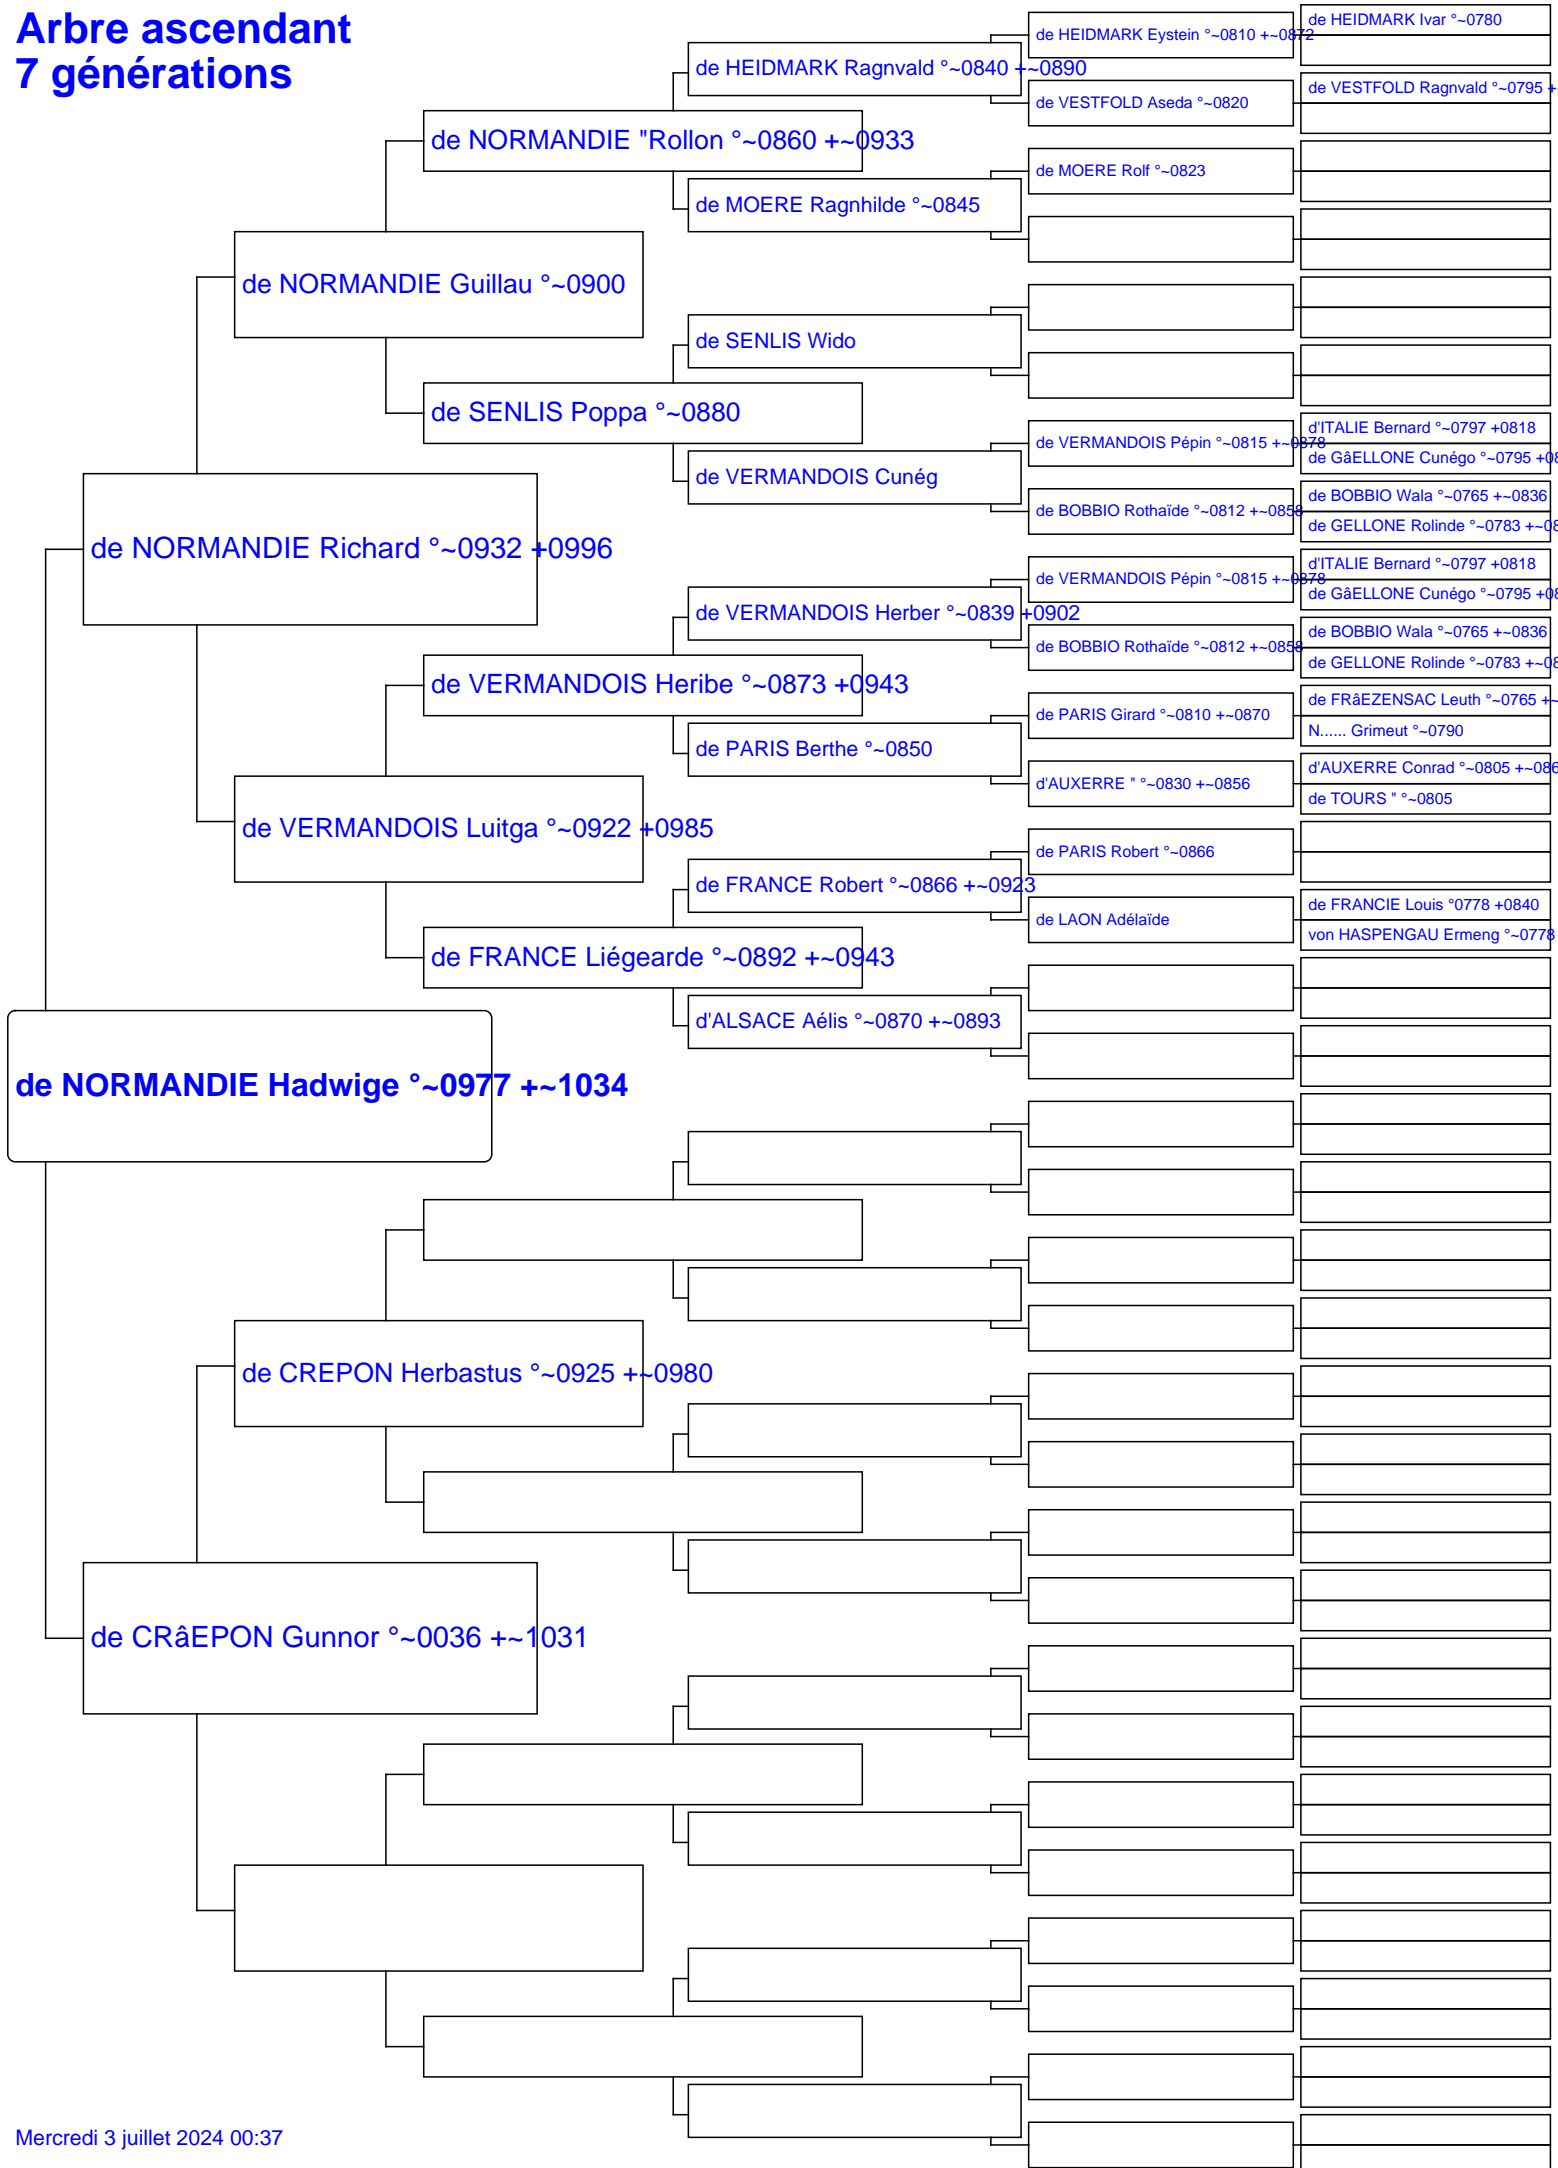 Arbre ascendant
7 générations
de HEIDMARK Ivar °~0780
de HEIDMARK Eystein °~0810 +~0872
de HEIDMARK Ragnvald °~0840 +~0890
de VESTFOLD Ragnvald °~0795 +
de VESTFOLD Aseda °~0820
de NORMANDIE "Rollon °~0860 +~0933
de MOERE Rolf °~0823
de MOERE Ragnhilde °~0845
de NORMANDIE Guillau °~0900
de SENLIS Wido
de SENLIS Poppa °~0880
d'ITALIE Bernard °~0797 +0818
de VERMANDOIS Pépin °~0815 +~0878
de GâELLONE Cunégo °~0795 +08
de VERMANDOIS Cunég
de BOBBIO Wala °~0765 +~0836
de BOBBIO Rothaïde °~0812 +~0858
de GELLONE Rolinde °~0783 +~08
de NORMANDIE Richard °~0932 +0996
d'ITALIE Bernard °~0797 +0818
de VERMANDOIS Pépin °~0815 +~0878
de GâELLONE Cunégo °~0795 +08
de VERMANDOIS Herber °~0839 +0902
de BOBBIO Wala °~0765 +~0836
de BOBBIO Rothaïde °~0812 +~0858
de GELLONE Rolinde °~0783 +~08
de VERMANDOIS Heribe °~0873 +0943
de FRâEZENSAC Leuth °~0765 +~
de PARIS Girard °~0810 +~0870
N...... Grimeut °~0790
de PARIS Berthe °~0850
d'AUXERRE Conrad °~0805 +~086
d'AUXERRE " °~0830 +~0856
de TOURS " °~0805
de VERMANDOIS Luitga °~0922 +0985
de PARIS Robert °~0866
de FRANCE Robert °~0866 +~0923
de FRANCIE Louis °0778 +0840
de LAON Adélaïde
von HASPENGAU Ermeng °~0778
de FRANCE Liégearde °~0892 +~0943
d'ALSACE Aélis °~0870 +~0893
de NORMANDIE Hadwige °~0977 +~1034
de CREPON Herbastus °~0925 +~0980
de CRâEPON Gunnor °~0036 +~1031
Mercredi 3 juillet 2024 00:37